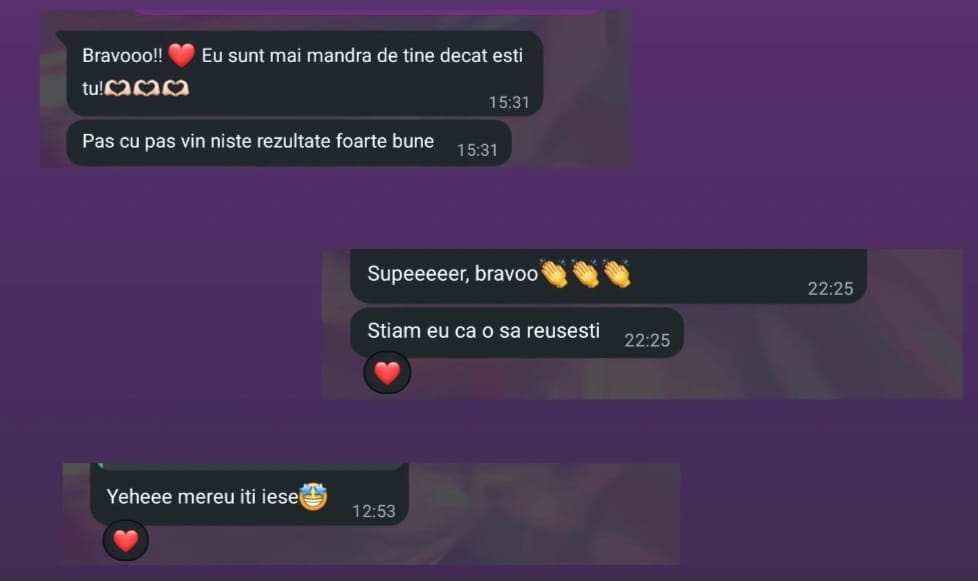 Bravooo!! ❤️ Eu sunt mai mandra de tine decat esti
tu!🫶🏻🫶🏻🫶🏻
15:31
Pas cu pas vin niste rezultate foarte bune 15:31
Supeeeeer, bravoo👏👏👏
22:25
Stiam eu ca o sa reusesti 22:25
❤️
Yeheee mereu iti iese🤩 12:53
❤️